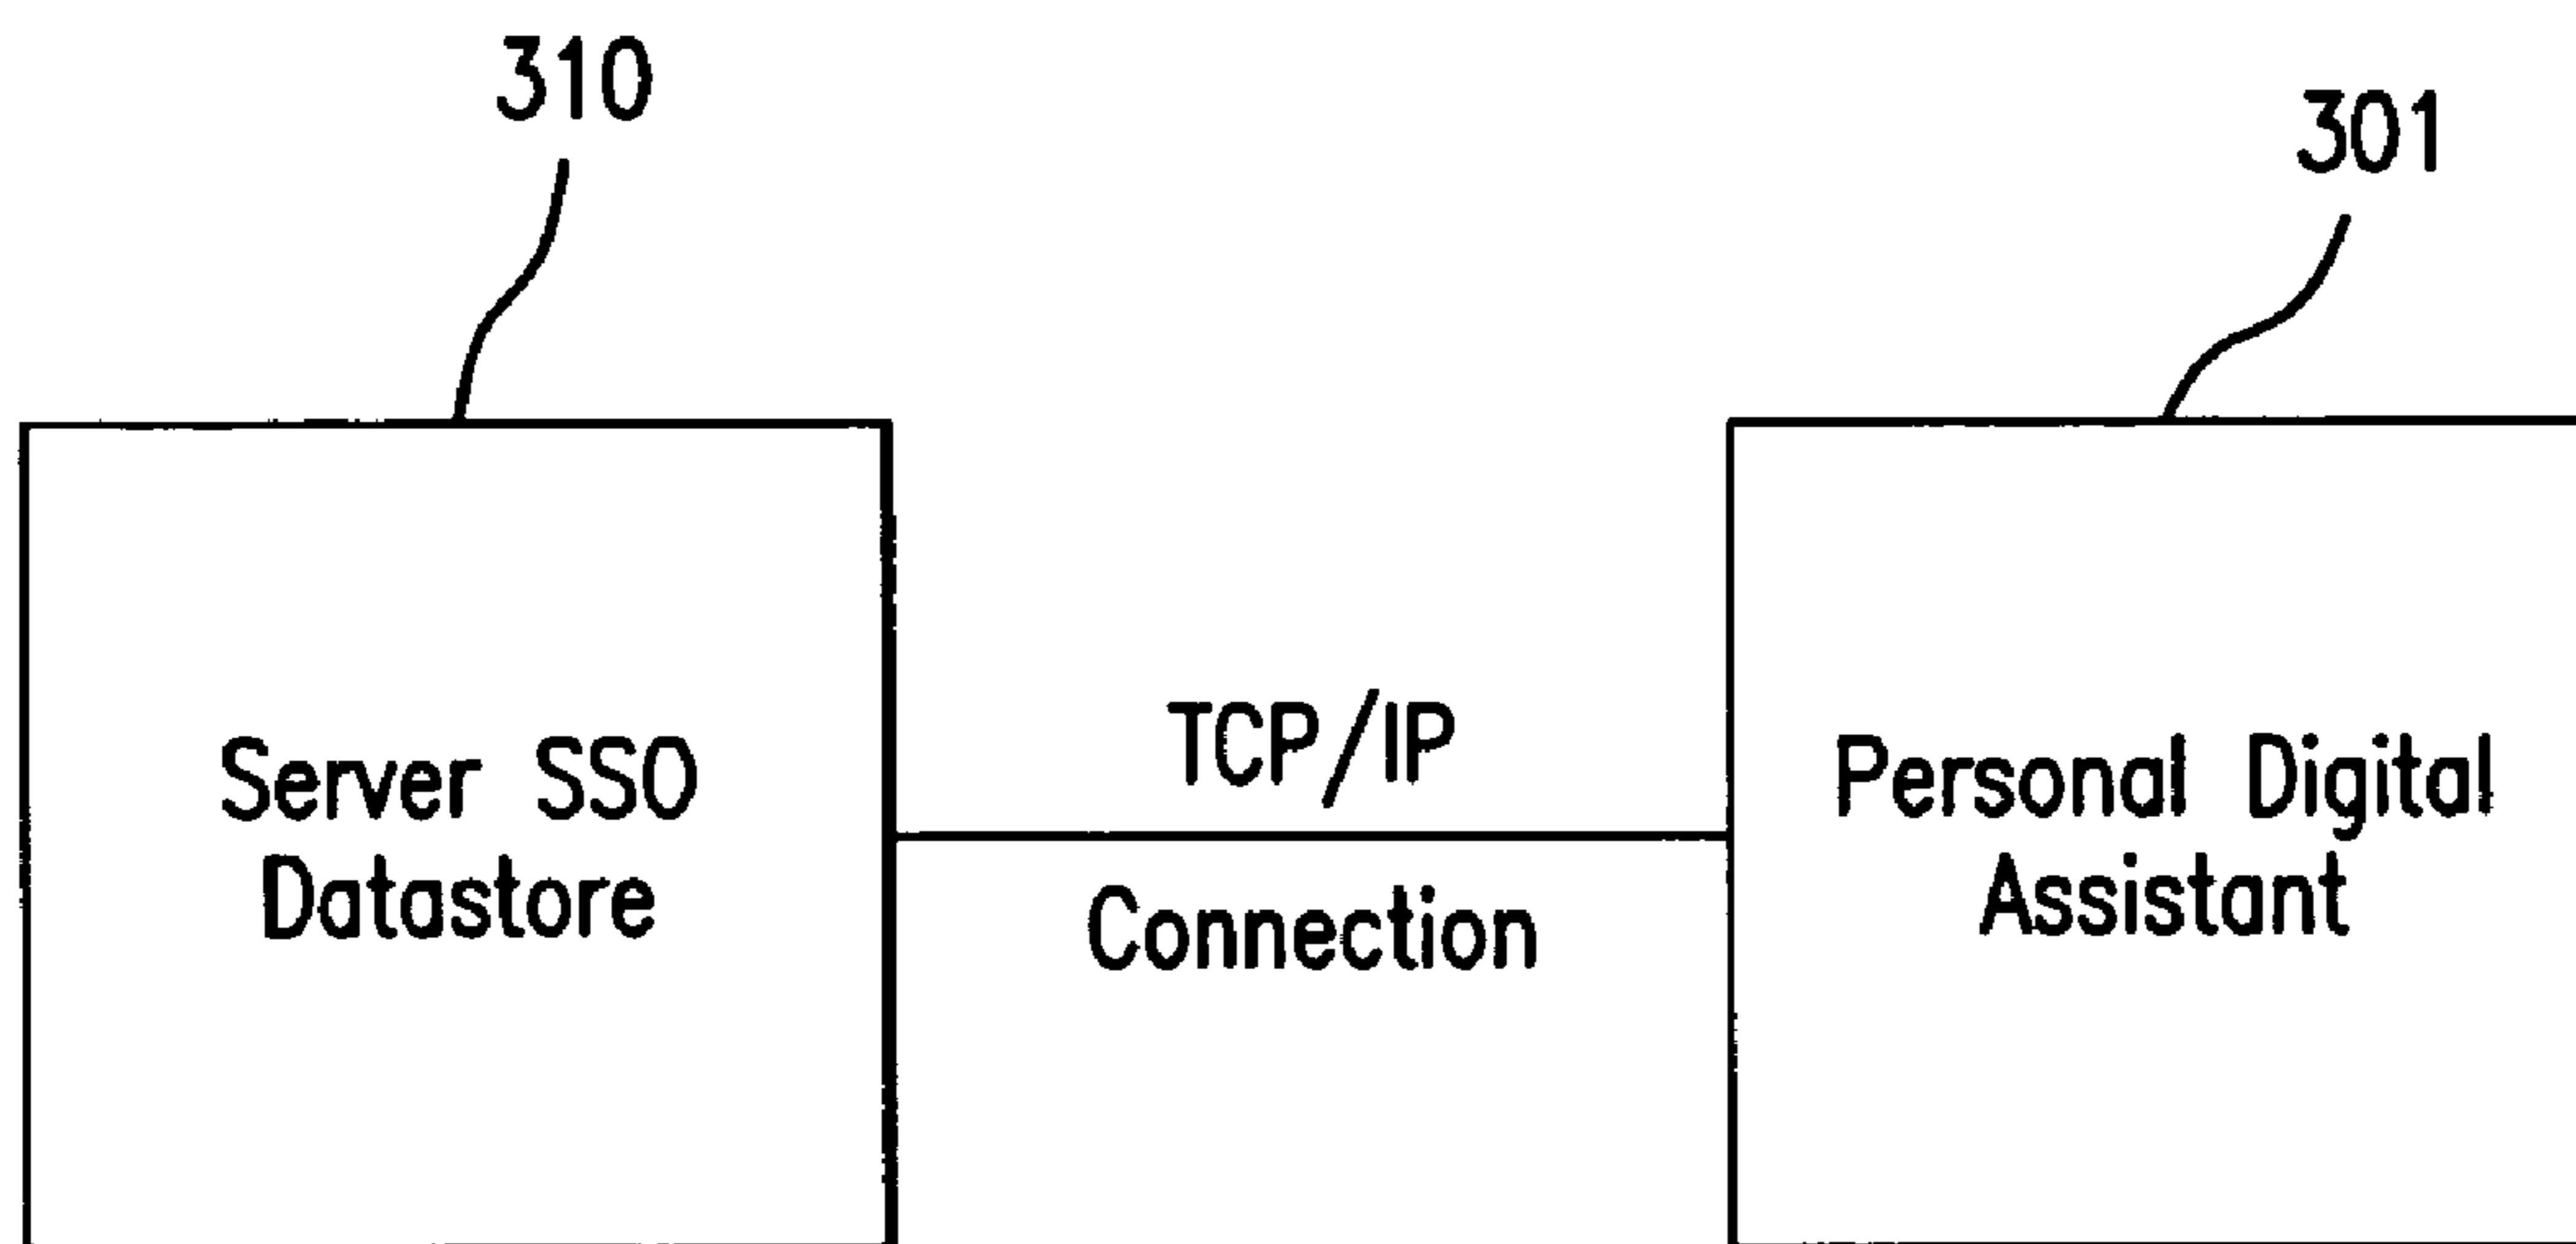 310
301
Server SSO
Datastore
TCP/IP
Connection
Personal Digital
Assistant